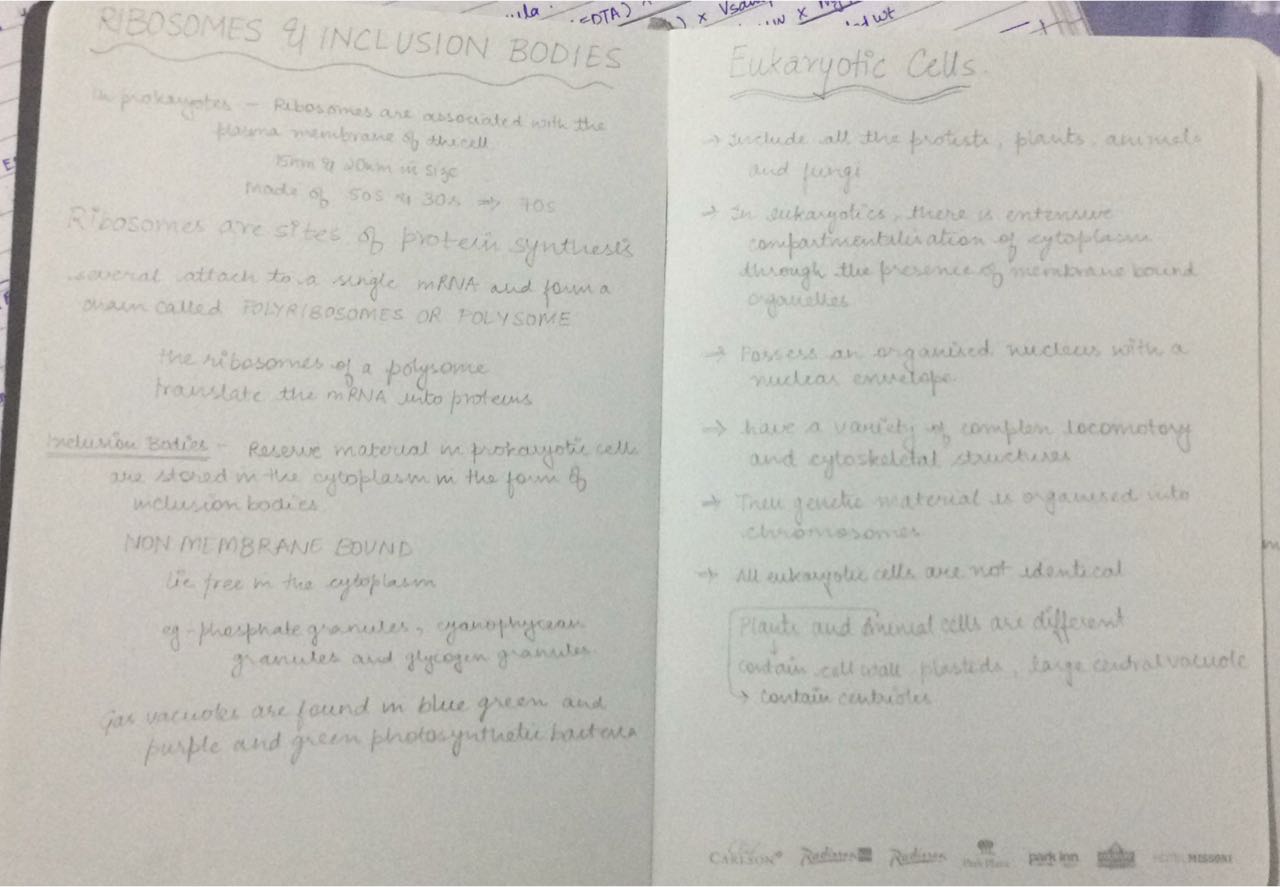 RIBOSOMES & INCLUSION BODIES
In prokayotes - Ribosomes are associated with the
plasma membrane of the cell
15nm & 20nm in size
Made of 50S & 30S ⇒ 70S
Ribosomes are sites of protein synthesis
several attach to a single mRNA and form a
chain called POLYRIBOSOMES OR POLYSOME
the ribosomes of a polysome
translate the mRNA into proteins
Inclusion Bodies - Reserve material in prokaryotic cells
are stored in the cytoplasm in the form of
inclusion bodies.
NON MEMBRANE BOUND
lie free in the cytoplasm
eg - phosphate granules, cyanophycean
granules and glycogen granules.
Gas vacuoles are found in blue green and
purple and green photosynthetic bacteria
Eukaryotic Cells.
→ Include all the protists, plants, animals
and fungi
→ In eukaryotics, there is extensive
compartmentalisation of cytoplasm
through the presence of membrane bound
organelles
→ Possess an organised nucleus with a
nuclear envelope.
→ have a variety of complex locomotory
and cytoskeletal structures
→ Their genetic material is organised into
chromosomes
→ All eukaryotic cells are not identical
Plants and Animal cells are different
contain cell wall plastids, large central vacuole
→ contain centrioles
CARLSON Radisson Radisson Park Plaza park inn HOTEL MISSONI